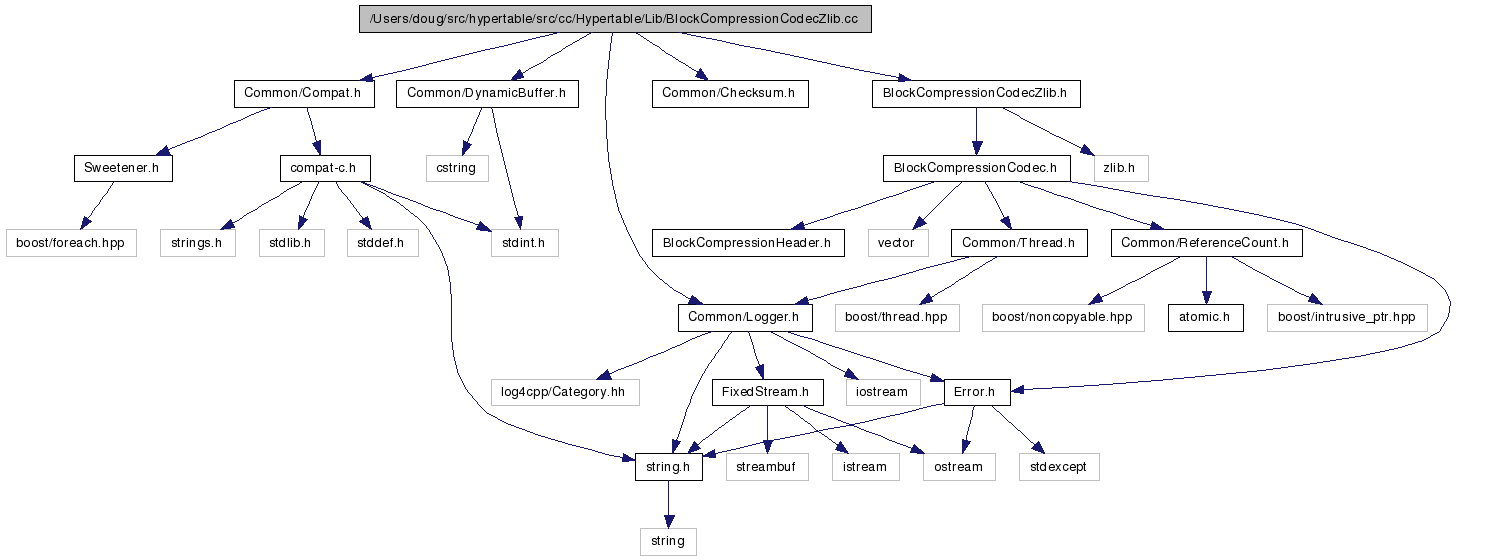 /Users/doug/src/hypertable/src/cc/Hypertable/Lib/BlockCompressionCodecZlib.cc
Common/Compat.h
Common/DynamicBuffer.h
Common/Checksum.h
BlockCompressionCodecZlib.h
Sweetener.h
compat-c.h
cstring
BlockCompressionCodec.h
zlib.h
boost/foreach.hpp
strings.h
stdlib.h
stddef.h
stdint.h
BlockCompressionHeader.h
vector
Common/Thread.h
Common/ReferenceCount.h
Common/Logger.h
boost/thread.hpp
boost/noncopyable.hpp
atomic.h
boost/intrusive_ptr.hpp
log4cpp/Category.hh
FixedStream.h
iostream
Error.h
string.h
streambuf
istream
ostream
stdexcept
string